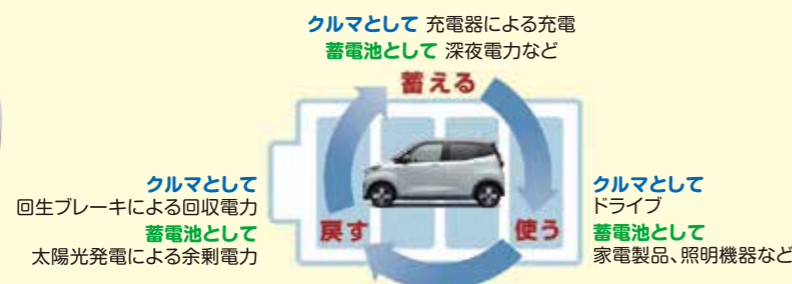 クルマとして 充電器による充電
蓄電池として 深夜電力など
蓄える
クルマとして
回生ブレーキによる回収電力
蓄電池として
太陽光発電による余剰電力
戻す
使う
クルマとして
ドライブ
蓄電池として
家電製品、照明機器など